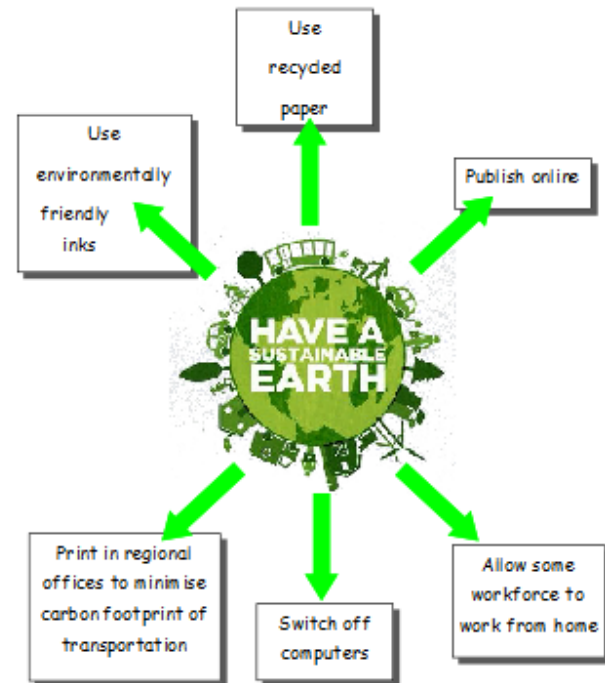 Use
recycled
paper
Use
environmentally
friendly
inks
Publish online
HAVE A
SUSTAINABLE
EARTH
Print in regional
offices to minimise
carbon footprint of
transportation
Switch off
computers
Allow some
workforce to
work from home